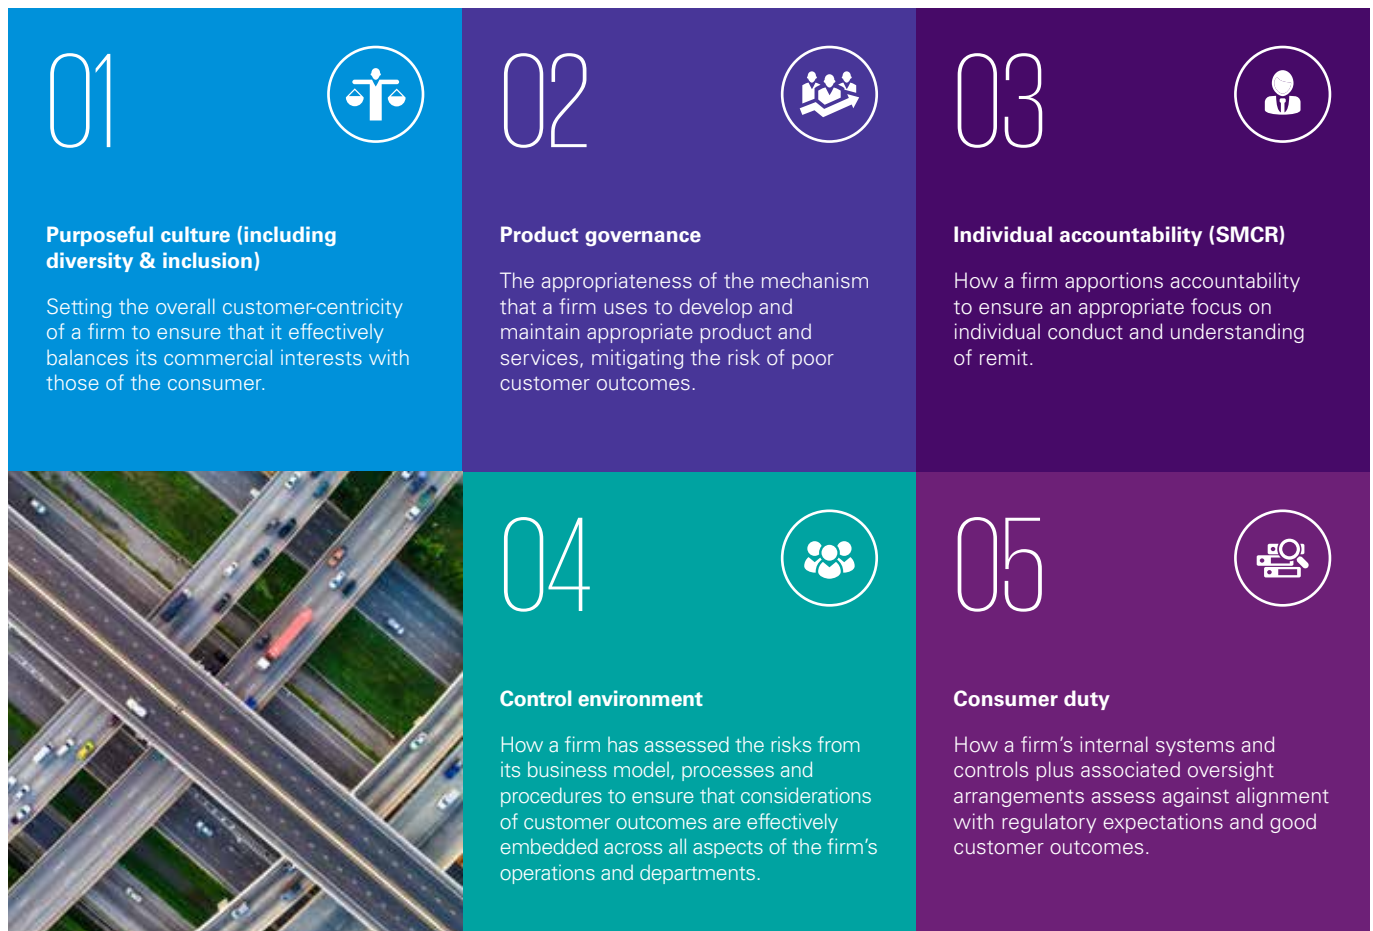 01
Purposeful culture (including
diversity & inclusion)
Setting the overall customer-centricity
of a firm to ensure that it effectively
balances its commercial interests with
those of the consumer.
02
Product governance
The appropriateness of the mechanism
that a firm uses to develop and
maintain appropriate product and
services, mitigating the risk of poor
customer outcomes.
03
Individual accountability (SMCR)
How a firm apportions accountability
to ensure an appropriate focus on
individual conduct and understanding
of remit.
04
Control environment
How a firm has assessed the risks from
its business model, processes and
procedures to ensure that considerations
of customer outcomes are effectively
embedded across all aspects of the firm’s
operations and departments.
05
Consumer duty
How a firm’s internal systems and
controls plus associated oversight
arrangements assess against alignment
with regulatory expectations and good
customer outcomes.